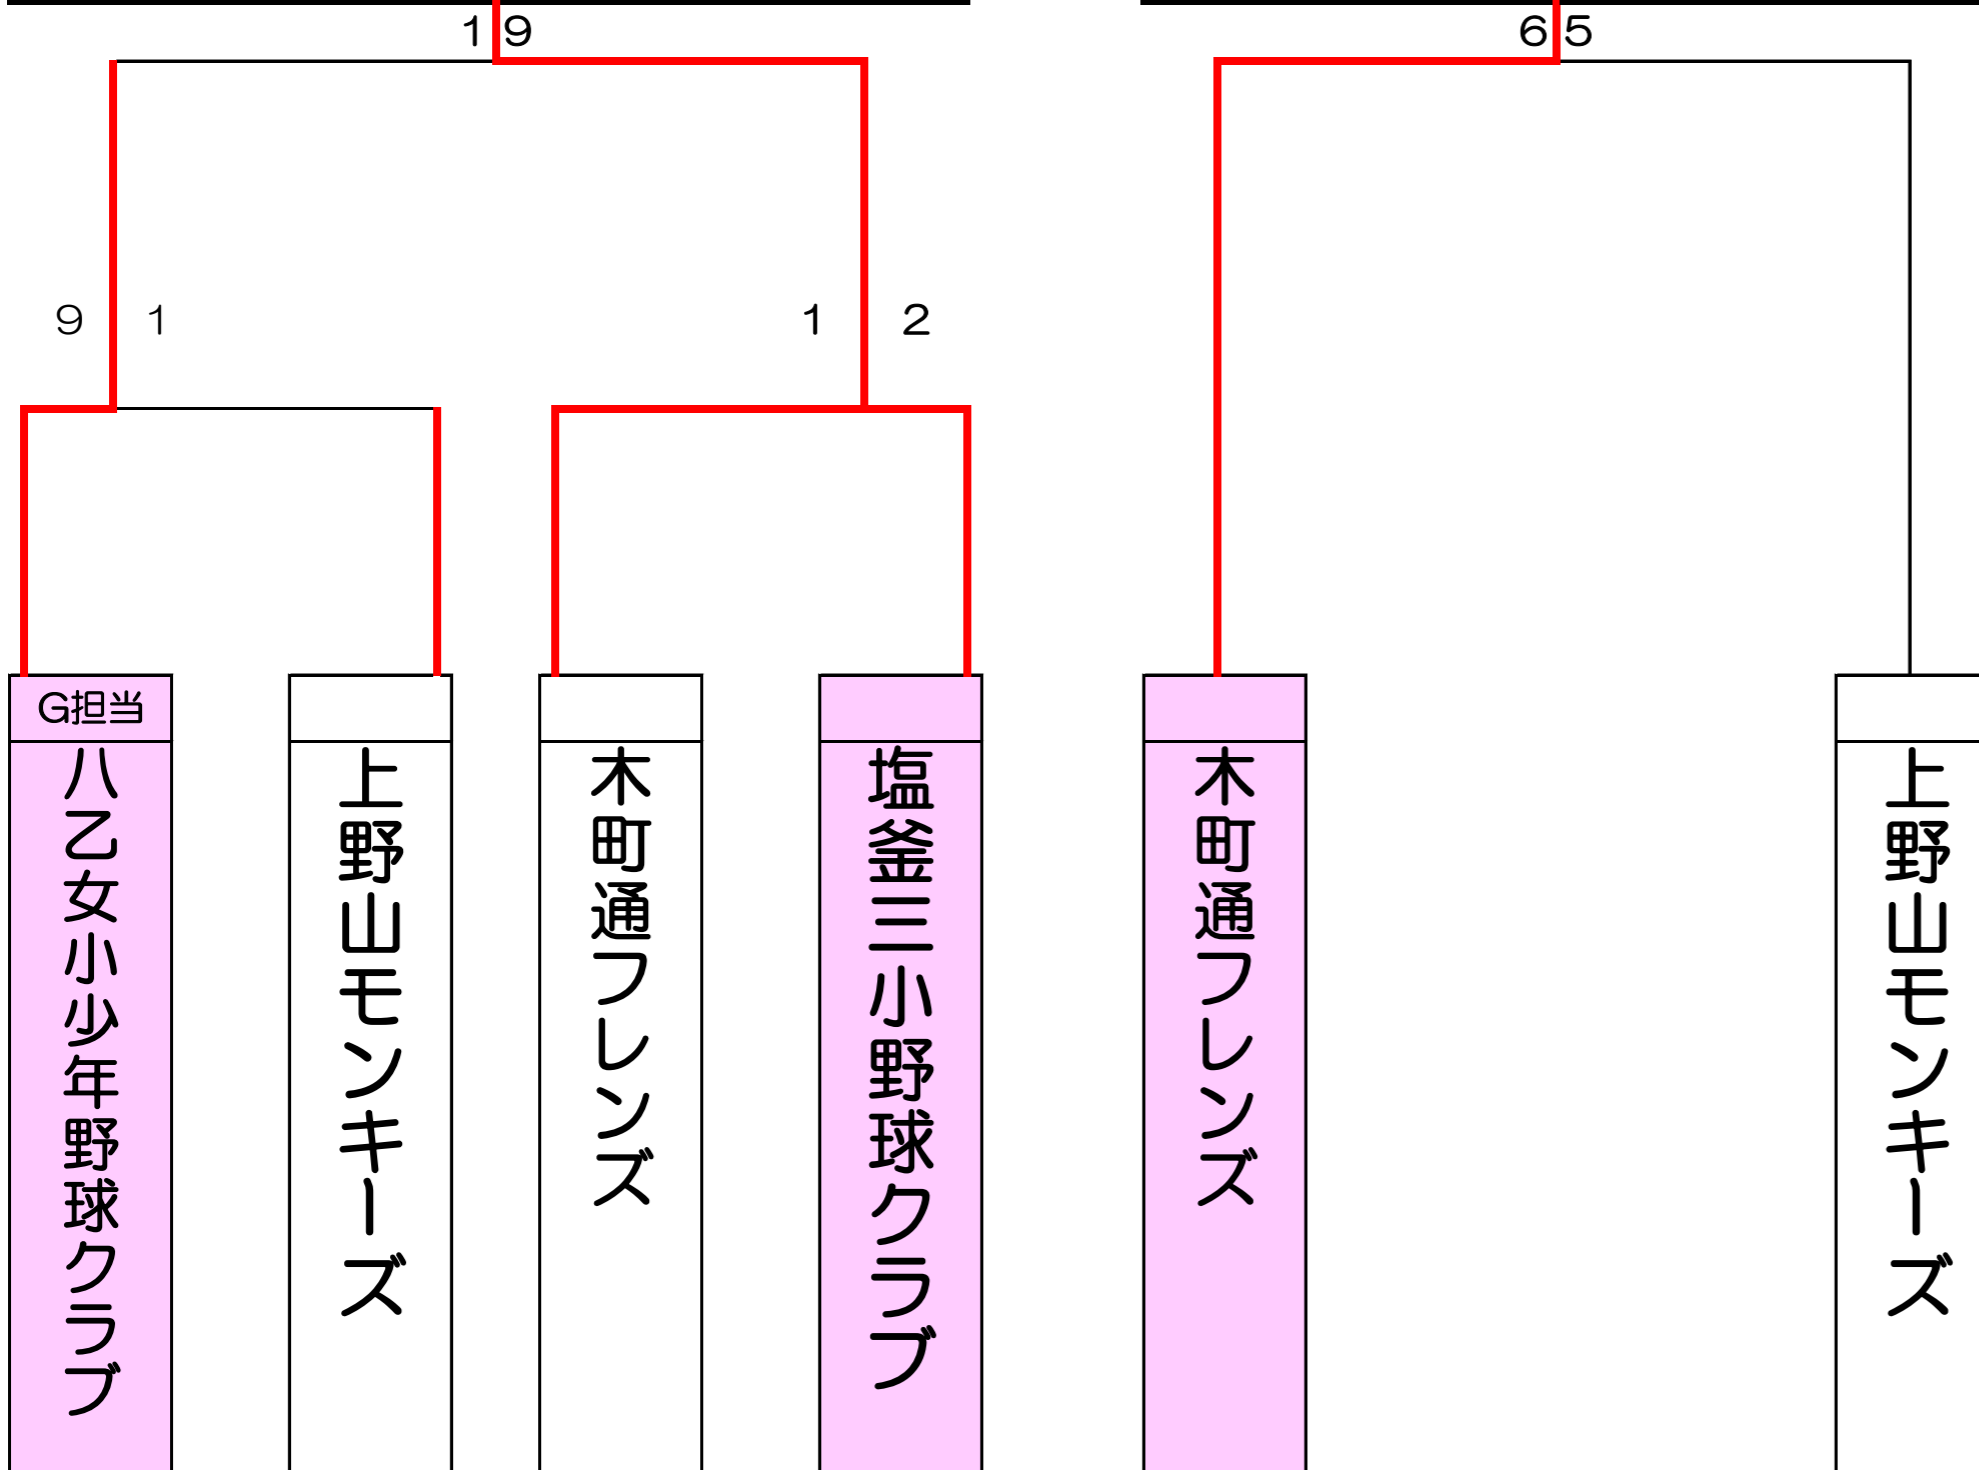 1 9
6 5
9 1
1 2
G担当
八乙女小少年野球クラブ
上野山モンキーズ
木町通フレンズ
塩釜三小野球クラブ
木町通フレンズ
上野山モンキーズ